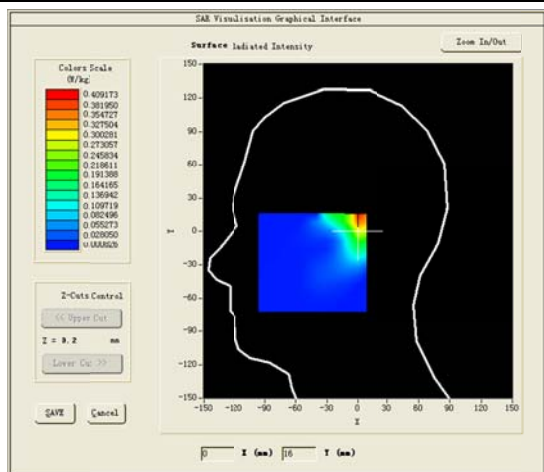 SAR Visualisation Graphical Interface
Surface Radiated Intensity
Zoom In/Out
Colors Scale
(W/kg)
0.409173
0.381950
0.354727
0.327504
0.300281
0.273057
0.245834
0.218611
0.191388
0.164165
0.136942
0.109719
0.082496
0.055273
0.028050
0.000826
Z-Cuts Control
<< Upper Cut
Z = 0.2 mm
Lower Cut >>
SAVE
Cancel
150
120
90
60
30
0
-30
-60
-90
-120
-150
Y
-150 -120 -90 -60 -30 0 30 60 90 120 150
X
0 X (mm) 16 Y (mm)